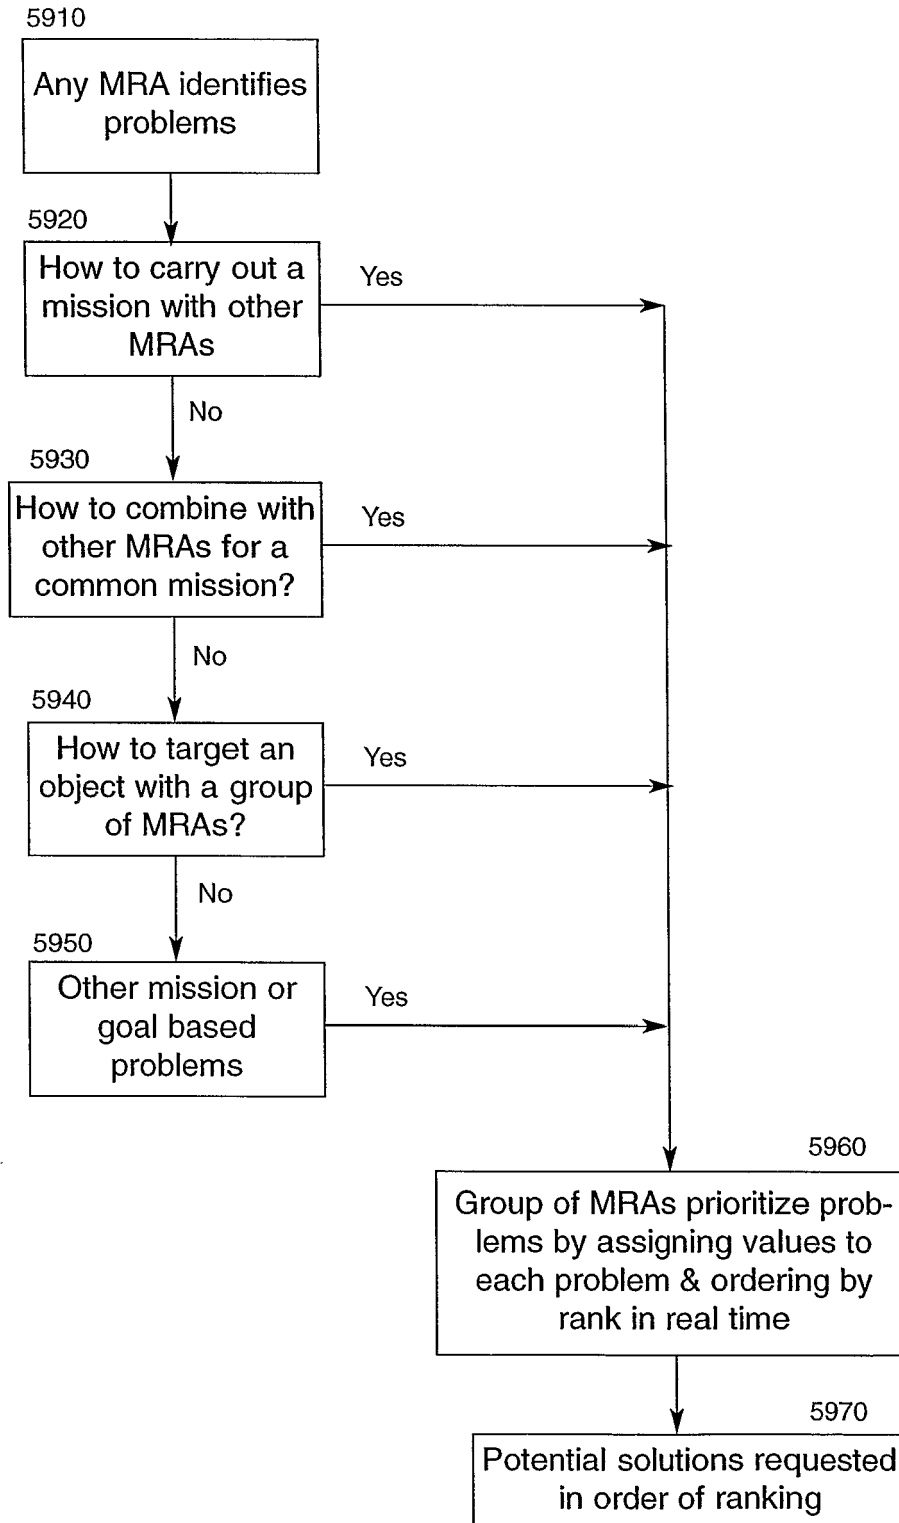 5910
Any MRA identifies
problems
5920
How to carry out a
mission with other
MRAs
Yes
No
5930
How to combine with
other MRAs for a
common mission?
Yes
No
5940
How to target an
object with a group
of MRAs?
Yes
No
5950
Other mission or
goal based
problems
Yes
5960
Group of MRAs prioritize prob-
lems by assigning values to
each problem & ordering by
rank in real time
5970
Potential solutions requested
in order of ranking